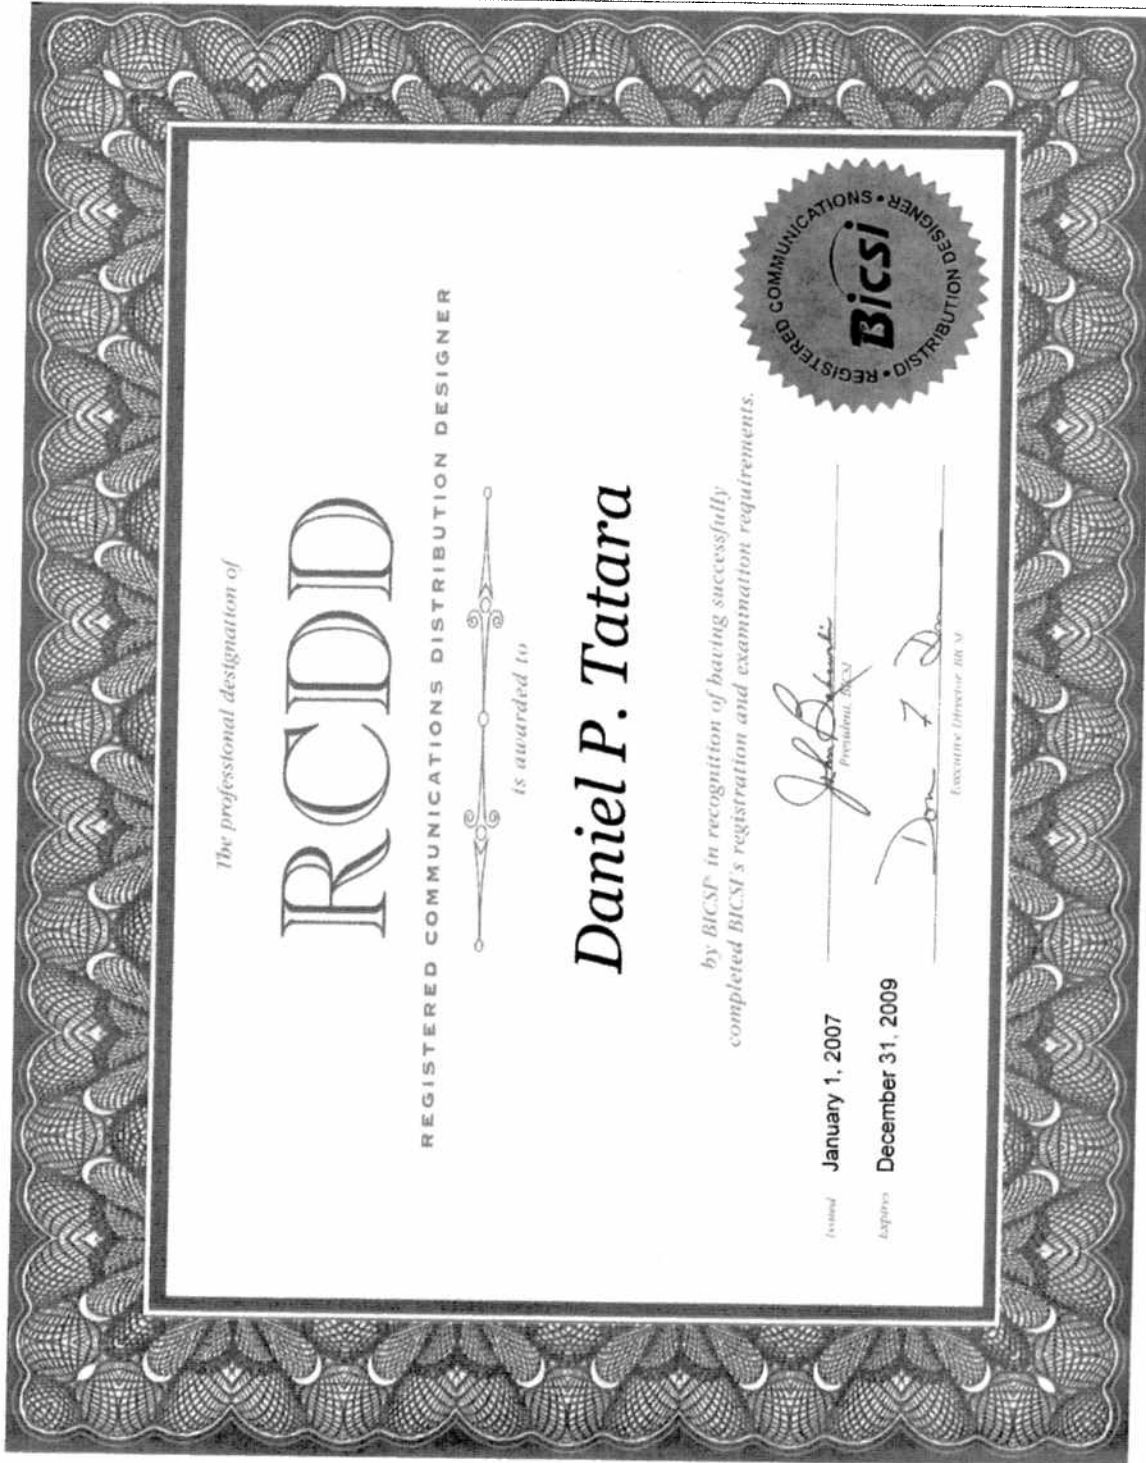 The professional designation of
RCDD
REGISTERED COMMUNICATIONS DISTRIBUTION DESIGNER
is awarded to
Daniel P. Tatara
by BICSI® in recognition of having successfully
completed BICSI's registration and examination requirements.
Issued January 1, 2007
President, BICSI
Expires December 31, 2009
Don
Executive Director, BICSI
REGISTERED COMMUNICATIONS • DISTRIBUTION DESIGNER •
Bicsi